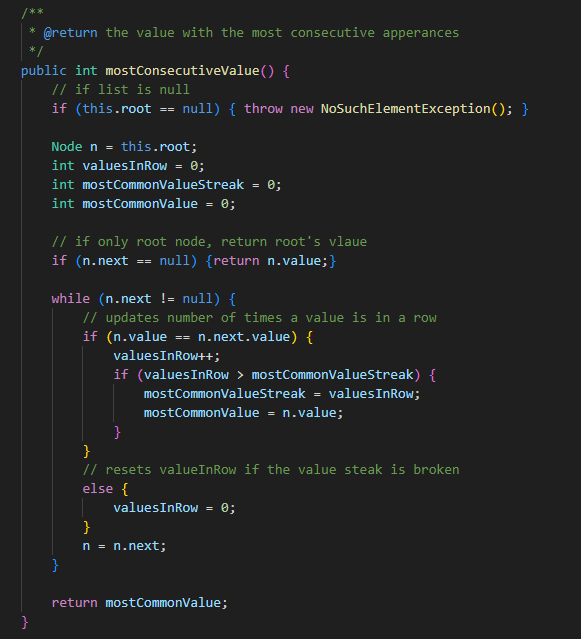 /**
 * @return the value with the most consecutive apperances
 */
public int mostConsecutiveValue() {
    // if list is null
    if (this.root == null) { throw new NoSuchElementException(); }

    Node n = this.root;
    int valuesInRow = 0;
    int mostCommonValueStreak = 0;
    int mostCommonValue = 0;

    // if only root node, return root's vlaue
    if (n.next == null) {return n.value;}

    while (n.next != null) {
        // updates number of times a value is in a row
        if (n.value == n.next.value) {
            valuesInRow++;
            if (valuesInRow > mostCommonValueStreak) {
                mostCommonValueStreak = valuesInRow;
                mostCommonValue = n.value;
            }
        }
        // resets valueInRow if the value steak is broken
        else {
            valuesInRow = 0;
        }
        n = n.next;
    }

    return mostCommonValue;
}